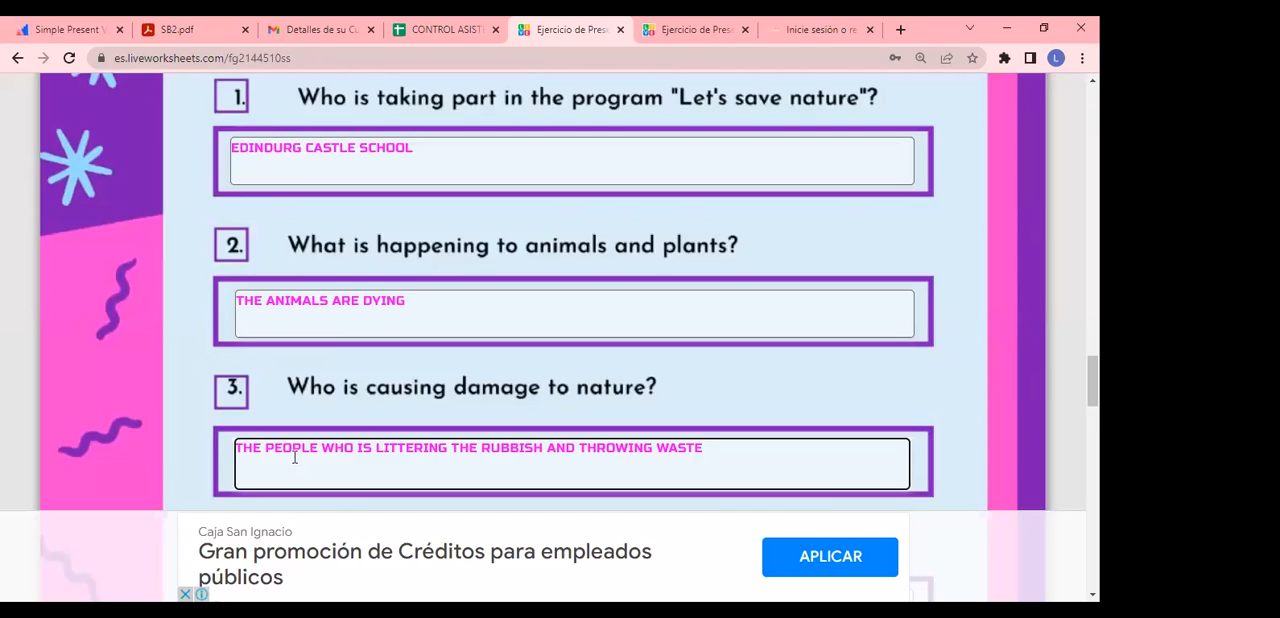 Simple Present V
SB2.pdf
Detalles de su Cu
CONTROL ASIST
Ejercicio de Prese
Ejercicio de Prese
Inicie sesión o re
es.liveworksheets.com/fg2144510ss
L
1. Who is taking part in the program "Let's save nature"?
EDINDURG CASTLE SCHOOL
2. What is happening to animals and plants?
THE ANIMALS ARE DYING
3. Who is causing damage to nature?
THE PEOPLE WHO IS LITTERING THE RUBBISH AND THROWING WASTE
Caja San Ignacio
Gran promoción de Créditos para empleados
públicos
APLICAR